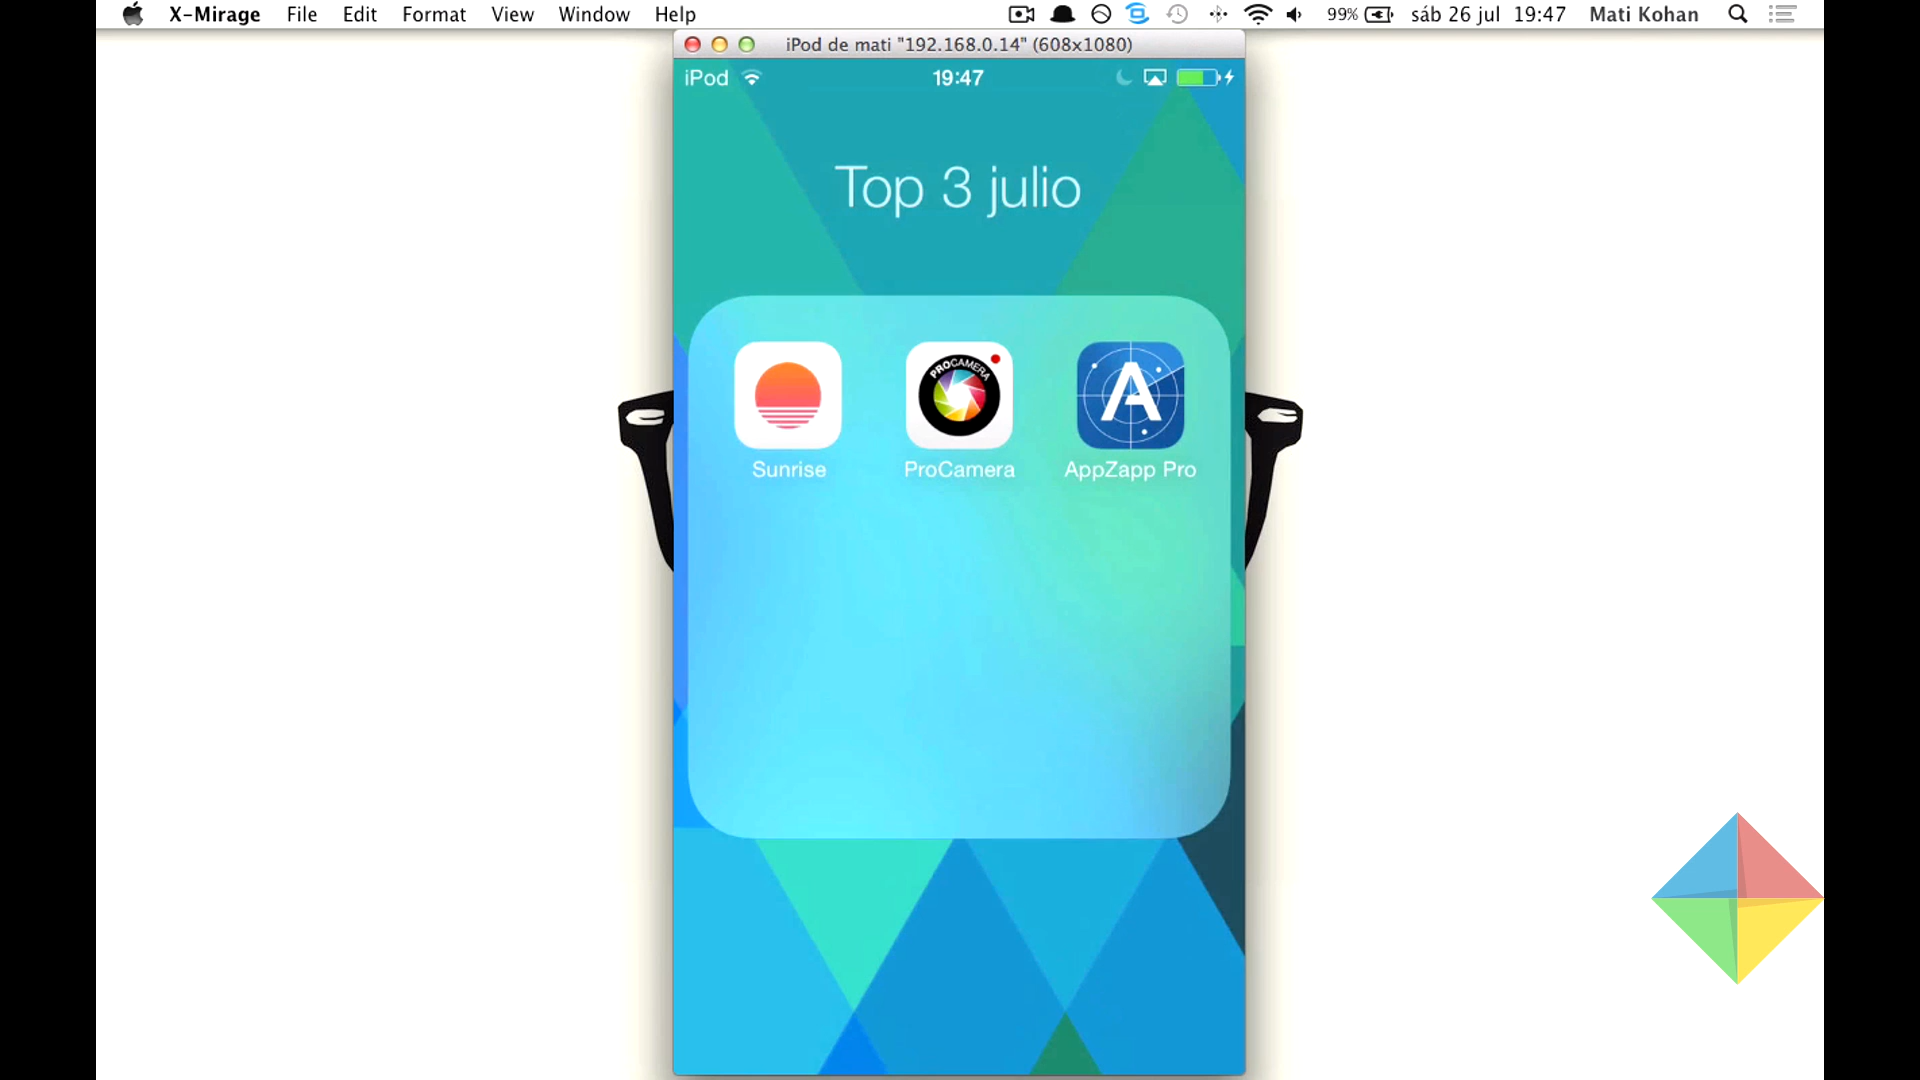 X-Mirage File Edit Format View Window Help 99% sáb 26 jul 19:47 Mati Kohan
iPod de mati "192.168.0.14" (608x1080)
iPod 19:47
Top 3 julio
PROCAMERA A
Sunrise ProCamera AppZapp Pro